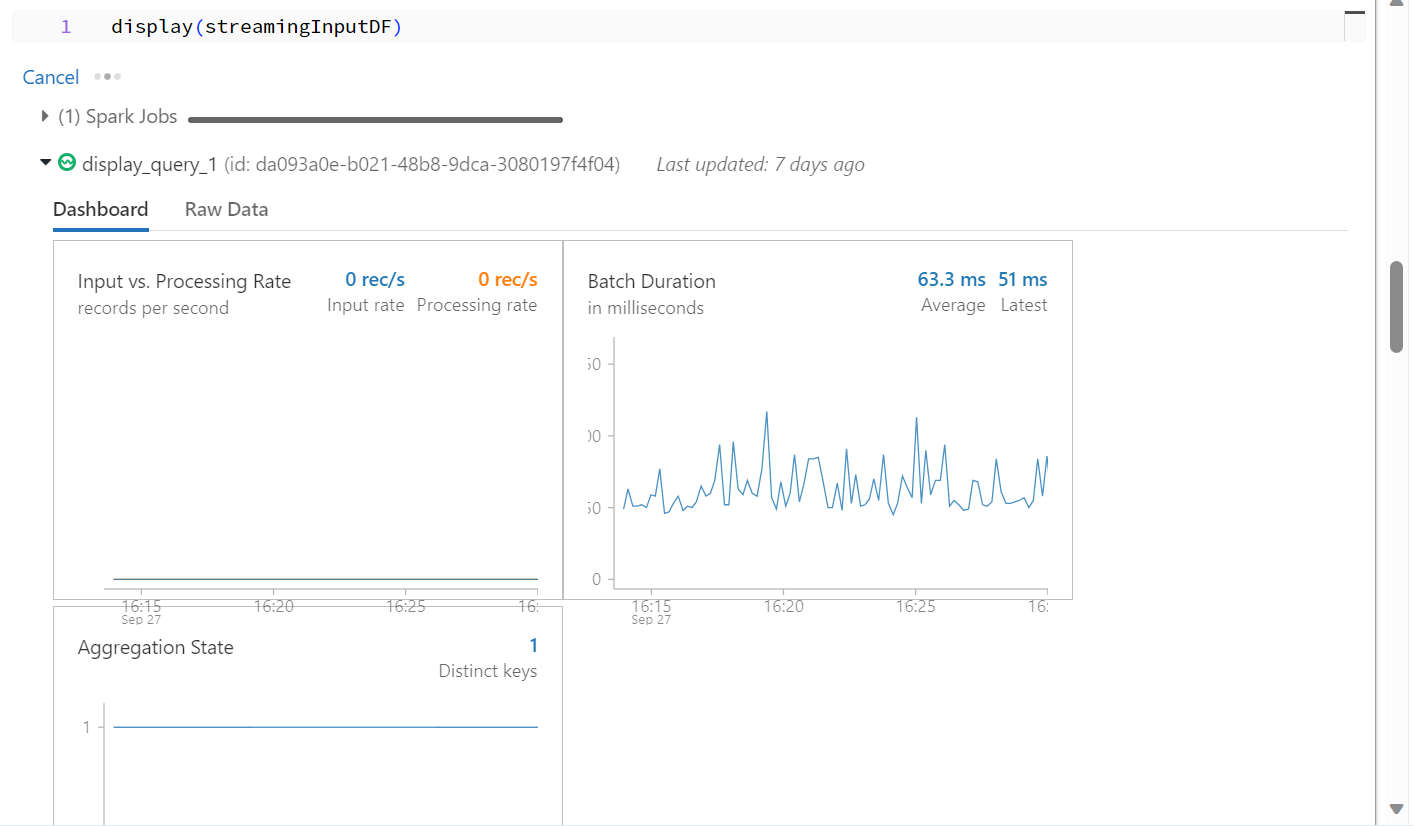 1 display(streamingInputDF)
Cancel
(1) Spark Jobs
display_query_1 (id: da093a0e-b021-48b8-9dca-3080197f4f04) Last updated: 7 days ago
Dashboard Raw Data
Input vs. Processing Rate 0 rec/s 0 rec/s
records per second Input rate Processing rate
16:15 16:20 16:25 16:
Sep 27
Batch Duration 63.3 ms 51 ms
in milliseconds Average Latest
50
00
50
0
16:15 16:20 16:25 16:
Sep 27
Aggregation State 1
Distinct keys
1